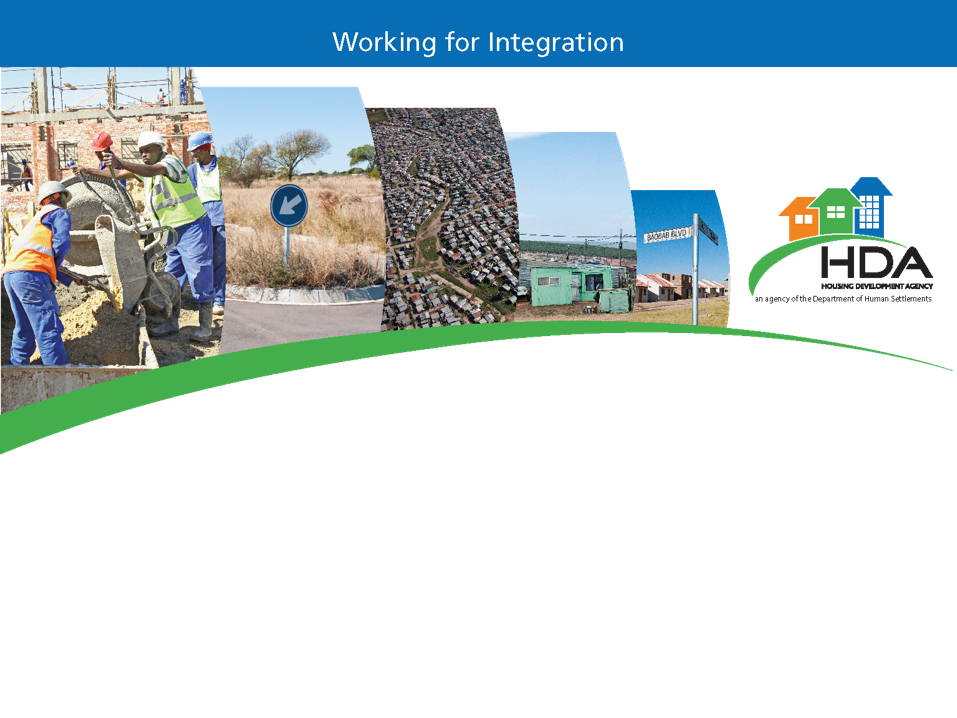 Working for Integration
BAOBAB BLVD
HDA
HOUSING DEVELOPMENT AGENCY
an agency of the Department of Human Settlements